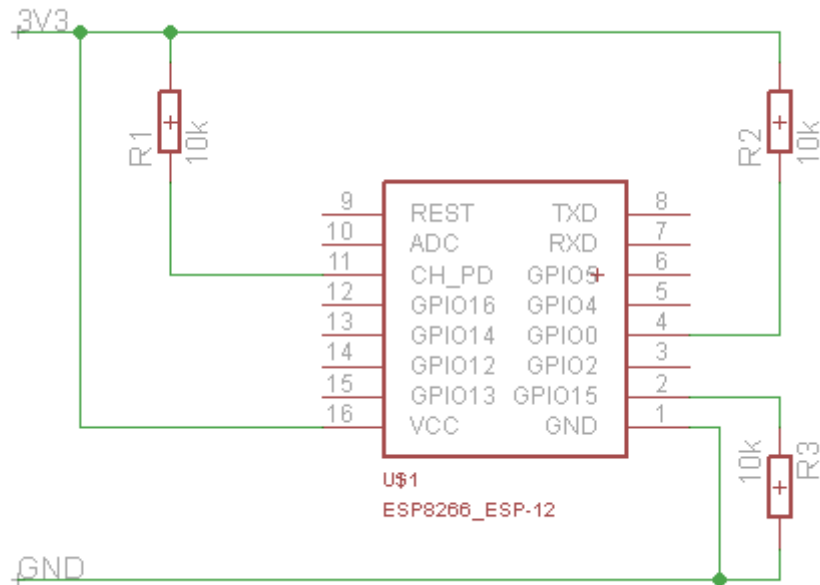 3V3
R1 10k
R2 10k
9 REST TXD 8
10 ADC RXD 7
11 CH_PD GPIO5 6
12 GPIO16 GPIO4 5
13 GPIO14 GPIO0 4
14 GPIO12 GPIO2 3
15 GPIO13 GPIO15 2
16 VCC GND 1
10k R3
U$1
ESP8266_ESP-12
GND